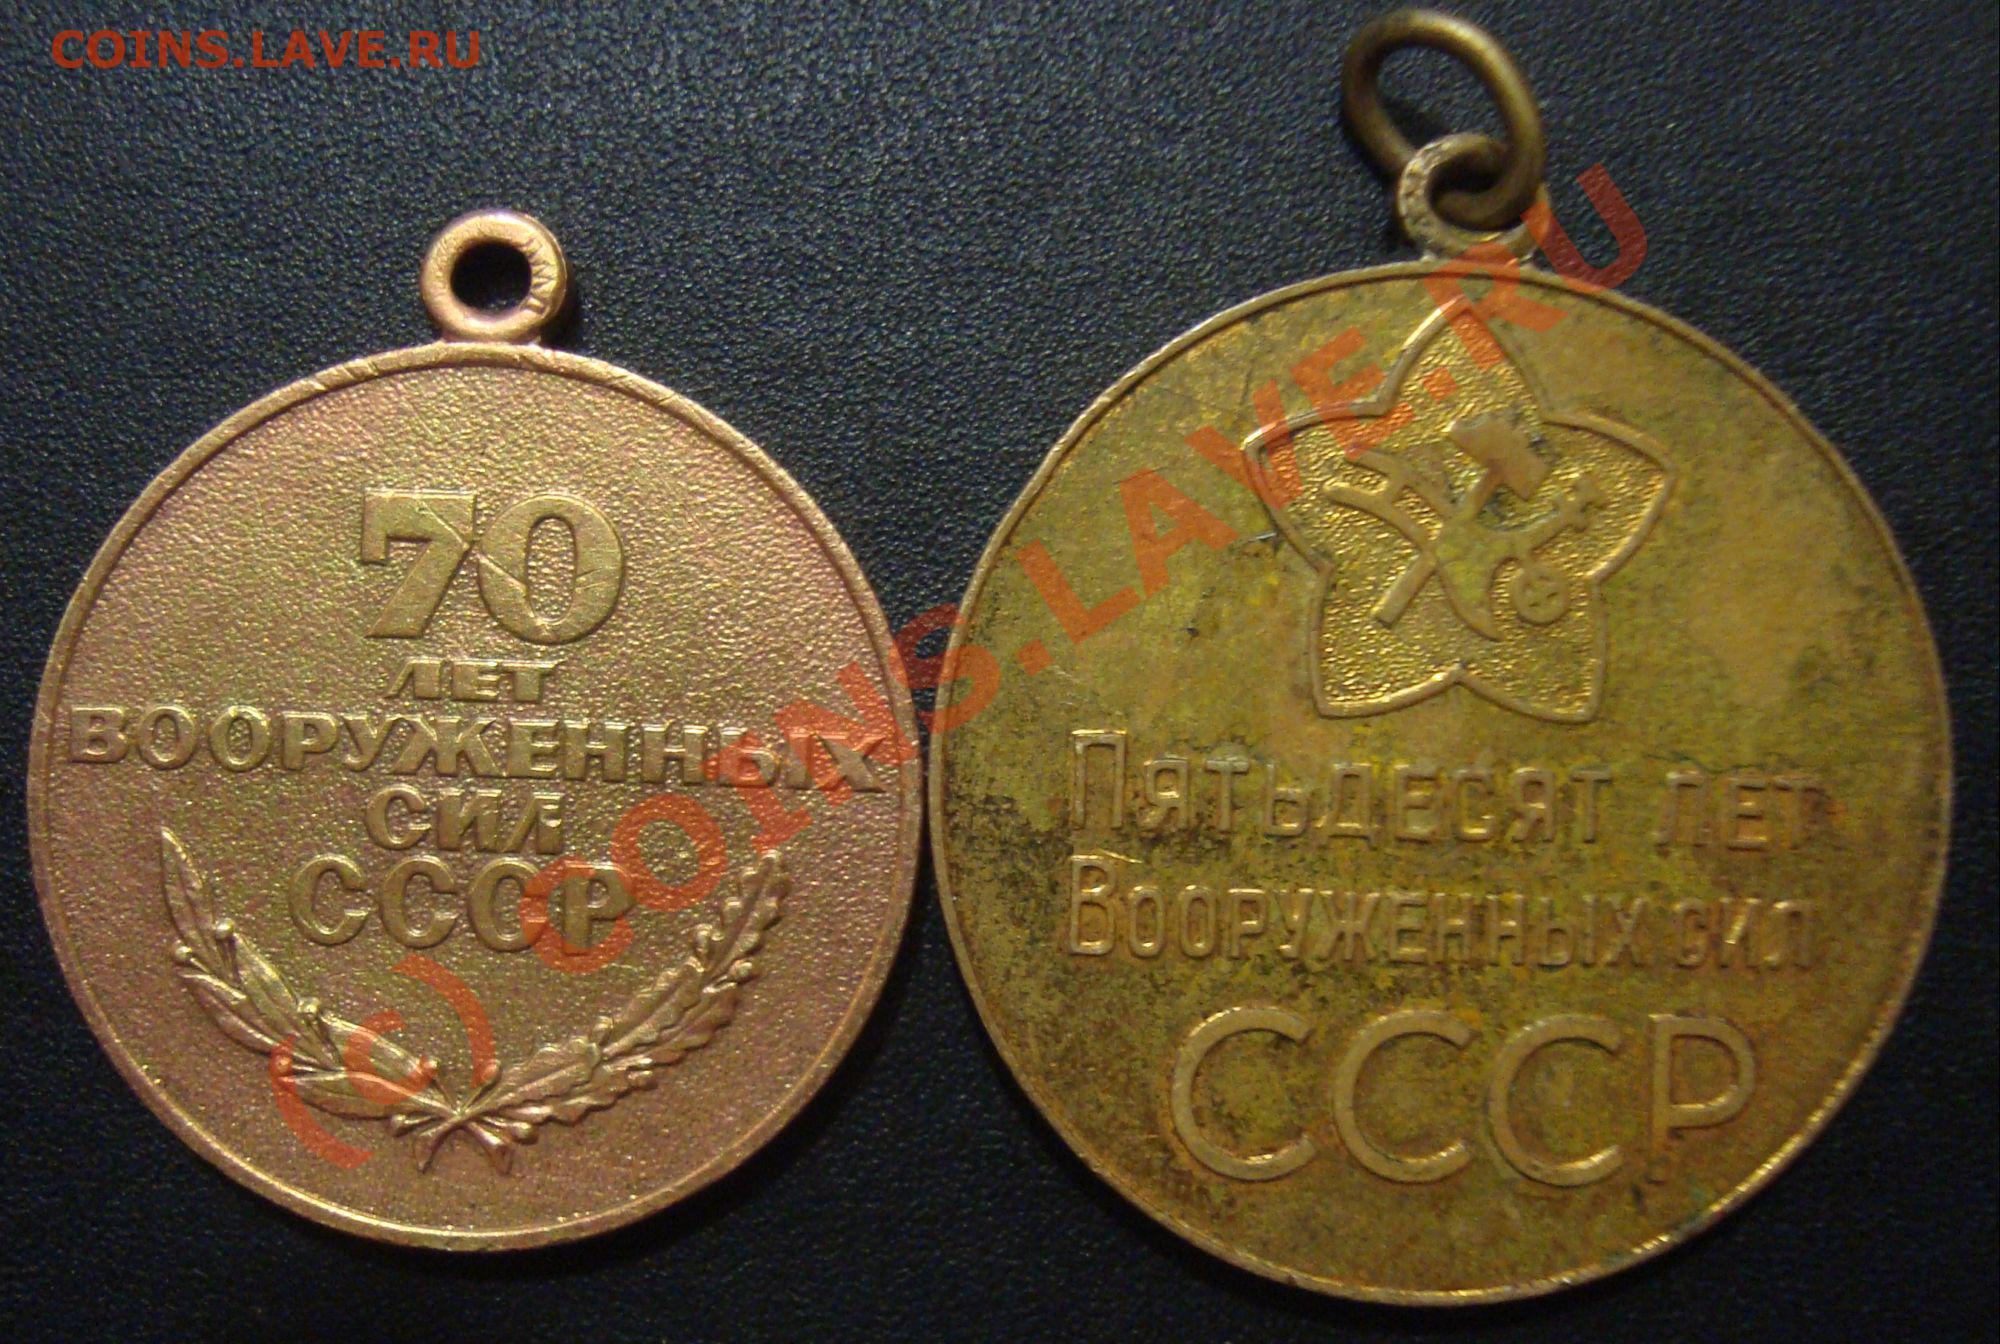 COINS.LAVE.RU
70
ЛЕТ
ВООРУЖЕННЫХ
СИЛ
СССР
Пятьдесят лет
Вооруженных сил
СССР
(c) COINS.LAVE.RU